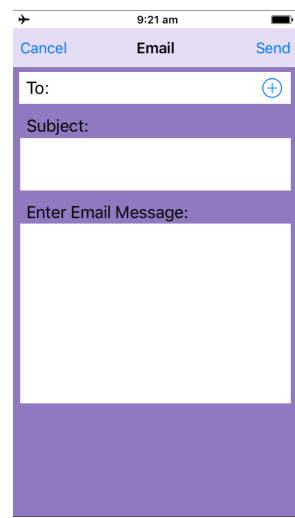 9:21 am
Cancel Email Send
To:
Subject:
Enter Email Message: